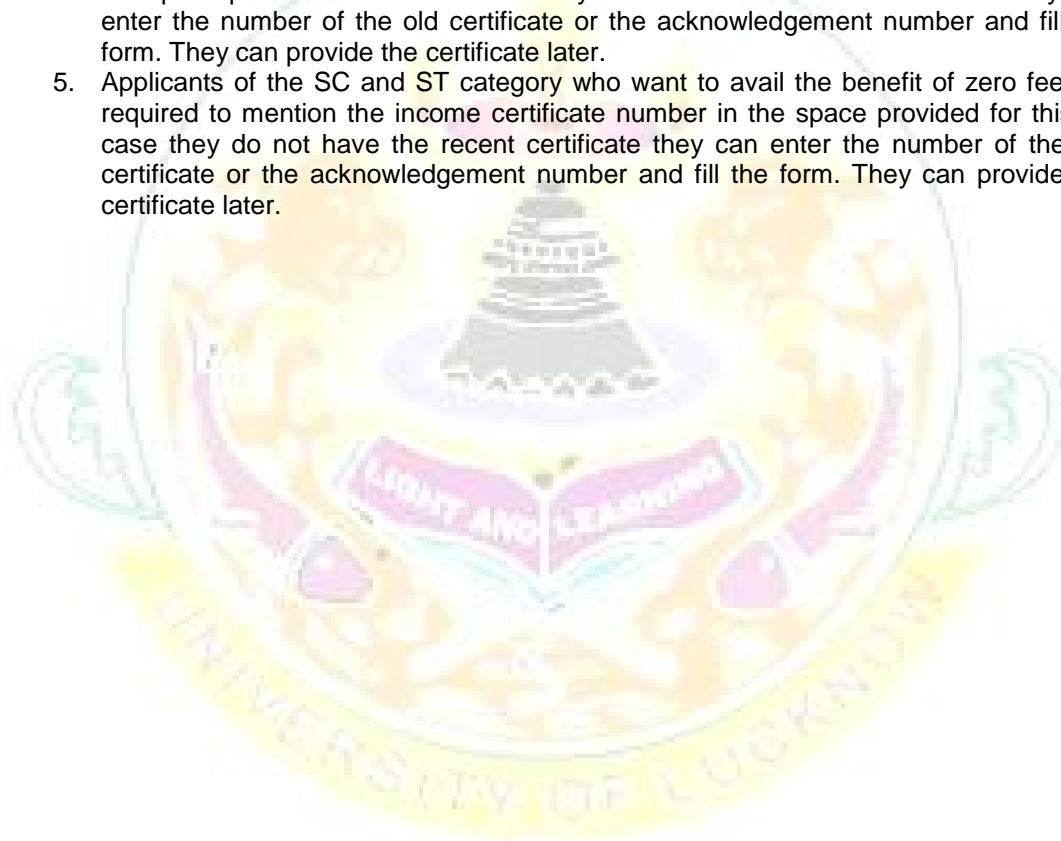 enter the number of the old certificate or the acknowledgement number and fill
form. They can provide the certificate later.
5. Applicants of the SC and ST category who want to avail the benefit of zero fee
required to mention the income certificate number in the space provided for
case they do not have the recent certificate they can enter the number of the
certificate or the acknowledgement number and fill the form. They can provide
certificate later.
LIGHT AND LEARNING
UNIVERSITY OF LUCKNOW